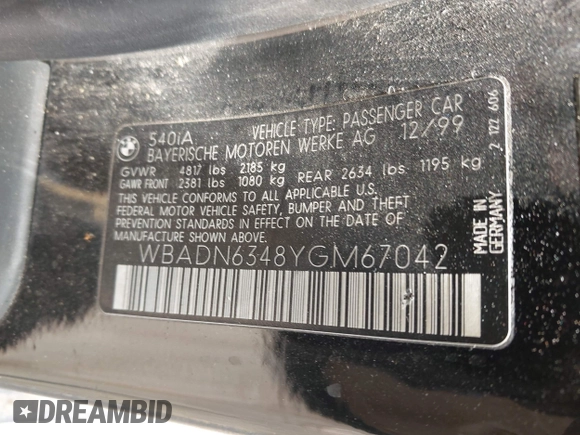 540iA VEHICLE TYPE: PASSENGER CAR
BAYERISCHE MOTOREN WERKE AG 12/99
GVWR 4817 lbs 2185 kg
GAWR FRONT 2381 lbs 1080 kg REAR 2634 lbs 1195 kg
THIS VEHICLE CONFORMS TO ALL APPLICABLE U.S.
FEDERAL MOTOR VEHICLE SAFETY, BUMPER AND THEFT
PREVENTION STANDARDS IN EFFECT ON THE DATE OF
MANUFACTURE SHOWN ABOVE.
WBADN6348YGM67042
MADE IN
GERMANY
2 122 606
DREAMBID